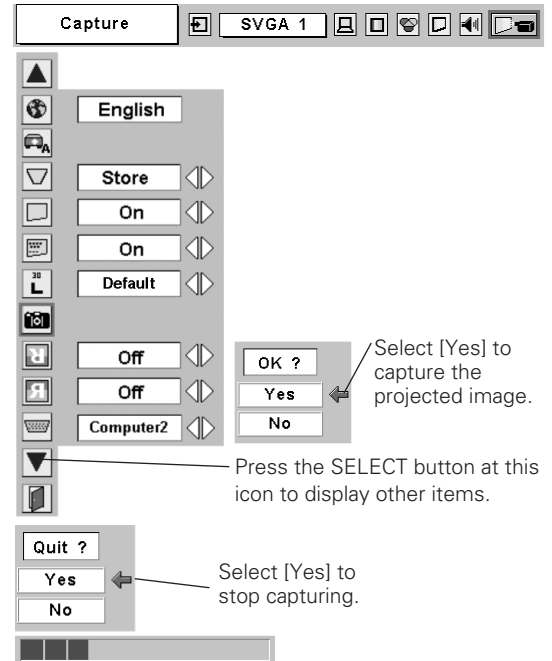 Capture
SVGA 1
English
A
Store
On
On
30
L
Default
Off
Off
Computer2
OK ?
Yes
No
Select [Yes] to
capture the
projected image.
Press the SELECT button at this
icon to display other items.
Quit ?
Yes
No
Select [Yes] to
stop capturing.